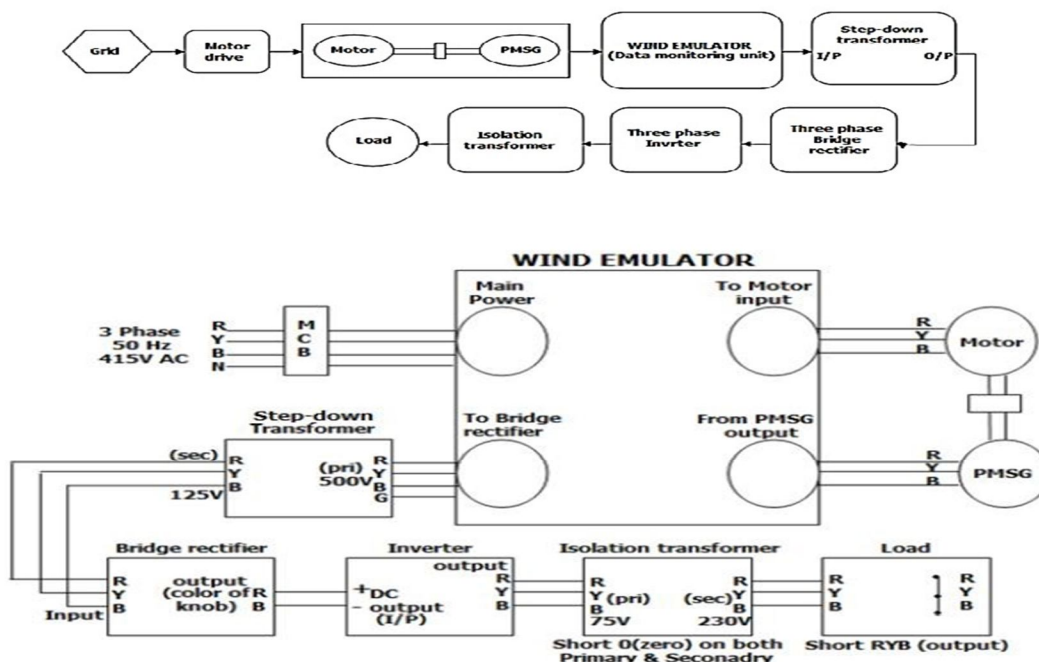 Grid
Motor
drive
Motor
PMSG
WIND EMULATOR
(Data monitoring unit)
Step-down
transformer
I/P O/P
Load
Isolation
transformer
Three phase
Invrter
Three phase
Bridge
rectifier
WIND EMULATOR
3 Phase
50 Hz
415V AC
R
Y
B
N
M
C
B
Main
Power
To Motor
input
R
Y
B
Motor
Step-down
Transformer
(sec)
R
Y
B
125V
(pri)
500V
R
Y
B
G
To Bridge
rectifier
From PMSG
output
R
Y
B
PMSG
Bridge rectifier
Input
R
Y
B
output
(color of
knob)
R
B
Inverter
output
+DC
- output
(I/P)
R
Y
B
Isolation transformer
R
Y
B
(pri)
75V
(sec)
230V
R
Y
B
Short 0(zero) on both
Primary & Seconadry
Load
R
Y
B
R
Y
B
Short RYB (output)